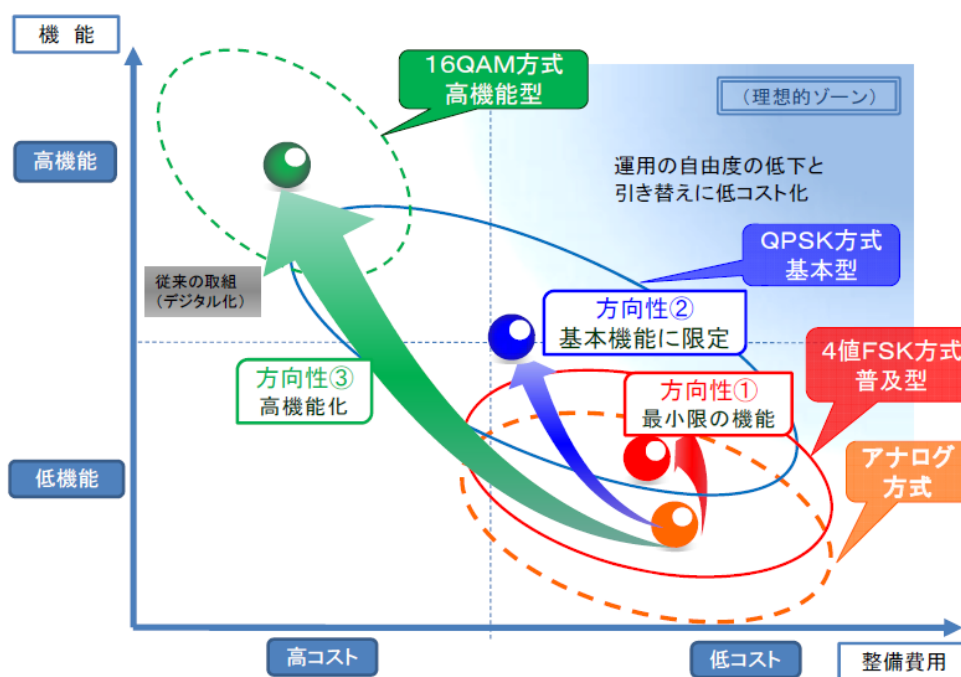 機 能
16QAM方式
高機能型
(理想的ゾーン)
高機能
運用の自由度の低下と
引き替えに低コスト化
QPSK方式
基本型
従来の取組
(デジタル化)
方向性②
基本機能に限定
4値FSK方式
普及型
方向性③
高機能化
方向性①
最小限の機能
アナログ
方式
低機能
高コスト
低コスト
整備費用